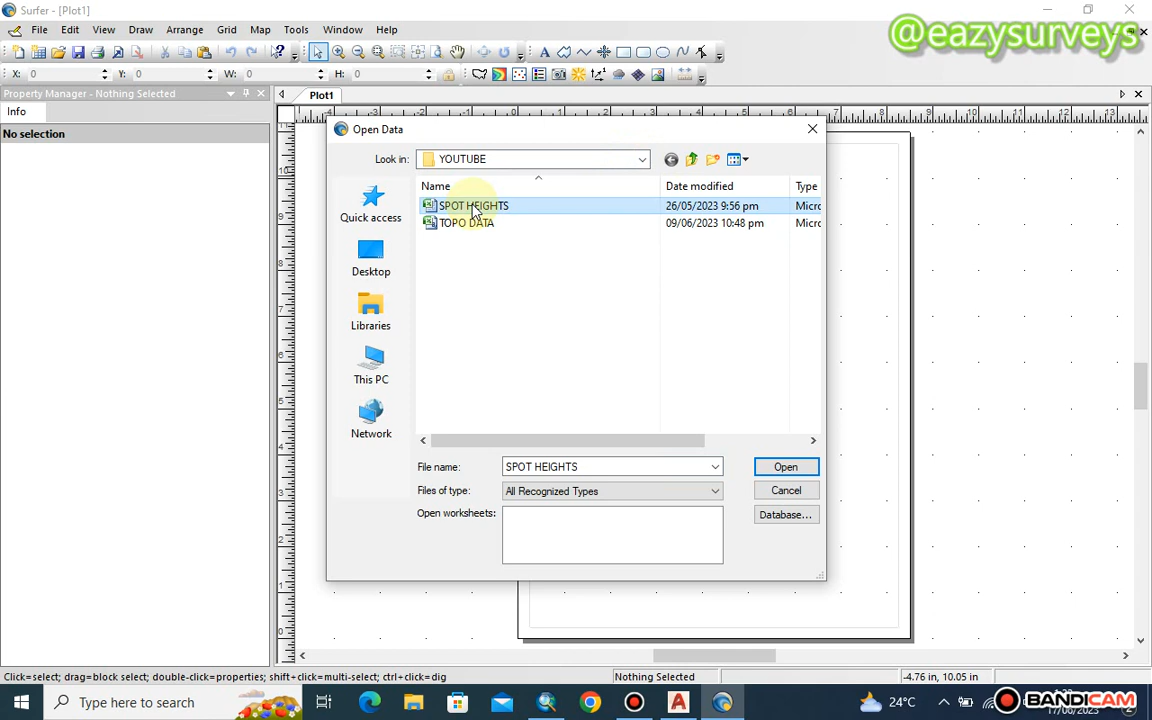 Surfer - [Plot1]
@eazysurveys
File Edit View Draw Arrange Grid Map Tools Window Help
X: 0 Y: 0 W: 0 H: 0
Property Manager - Nothing Selected
Plot1
Info
No selection
Open Data
Look in: YOUTUBE
Name Date modified Type
SPOT HEIGHTS 26/05/2023 9:56 pm Micro
TOPO DATA 09/06/2023 10:48 pm Micro
Quick access
Desktop
Libraries
This PC
Network
File name: SPOT HEIGHTS Open
Files of type: All Recognized Types Cancel
Open worksheets: Database...
Click=select; drag=block select; double-click=properties; shift+click=multi-select; ctrl+click=dig Nothing Selected -4.76 in, 10.05 in
Type here to search 24°C
BANDICAM